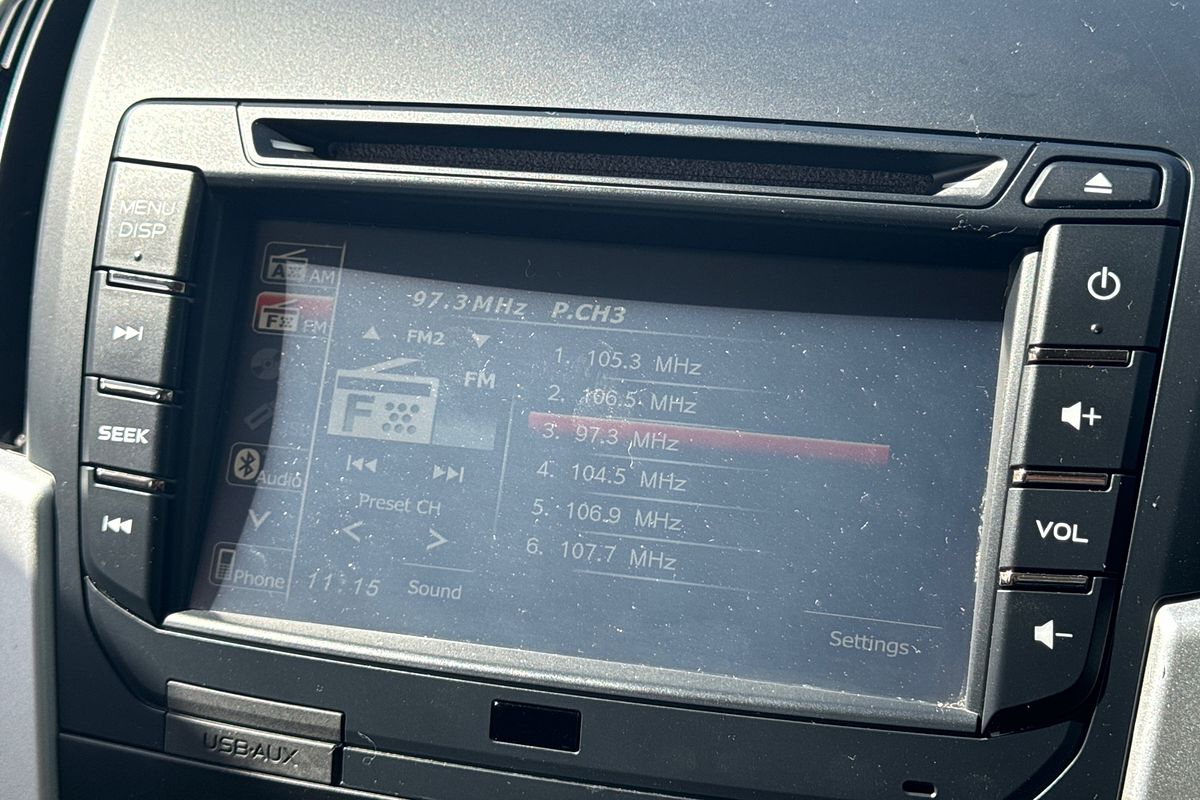 MENU
DISP
SEEK
VOL
USB·AUX
AM
FM
Audio
Phone
97.3 MHz P.CH3
FM2
FM
Preset CH
11:15
Sound
1. 105.3 MHz
2. 106.5 MHz
3. 97.3 MHz
4. 104.5 MHz
5. 106.9 MHz
6. 107.7 MHz
Settings